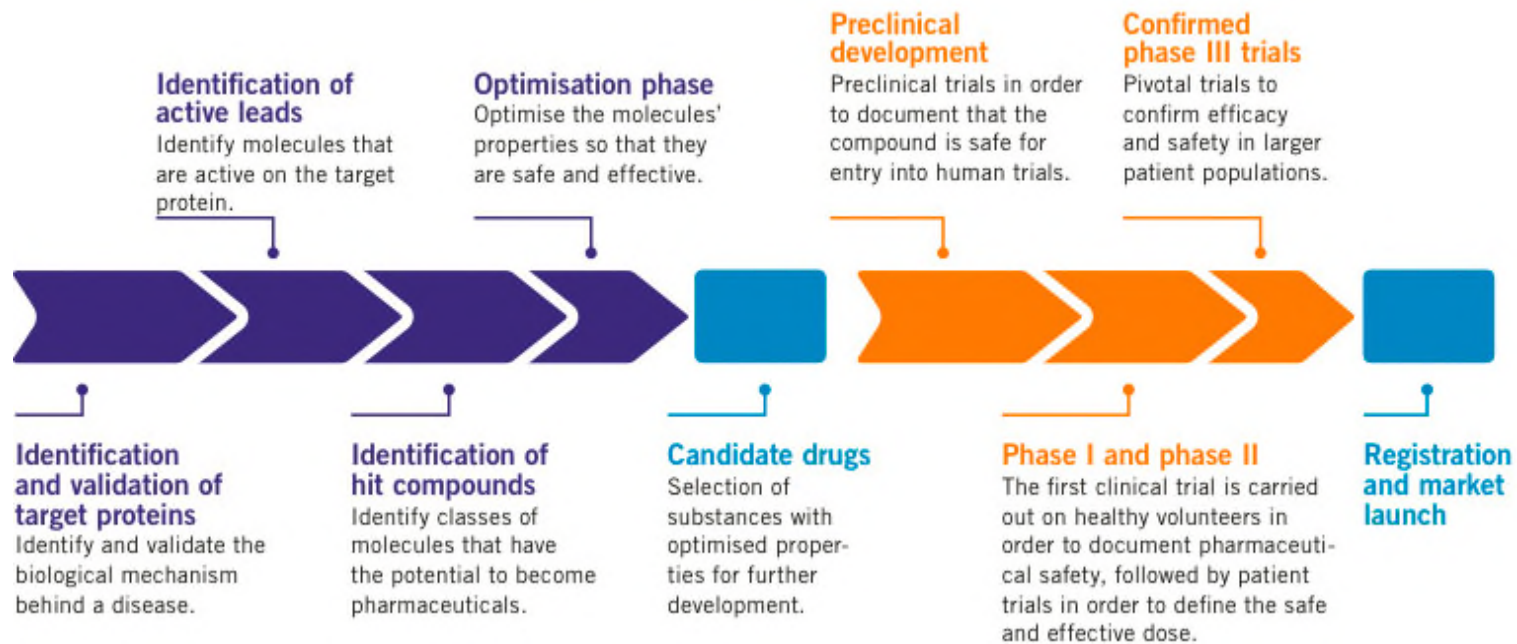 Identification of
active leads
Identify molecules that
are active on the target
protein.
Optimisation phase
Optimise the molecules'
properties so that they
are safe and effective.
Preclinical
development
Preclinical trials in order
to document that the
compound is safe for
entry into human trials.
Confirmed
phase III trials
Pivotal trials to
confirm efficacy
and safety in larger
patient populations.
Identification
and validation of
target proteins
Identify and validate the
biological mechanism
behind a disease.
Identification of
hit compounds
Identify classes of
molecules that have
the potential to become
pharmaceuticals.
Candidate drugs
Selection of
substances with
optimised proper-
ties for further
development.
Phase I and phase II
The first clinical trial is carried
out on healthy volunteers in
order to document pharmaceuti-
cal safety, followed by patient
trials in order to define the safe
and effective dose.
Registration
and market
launch